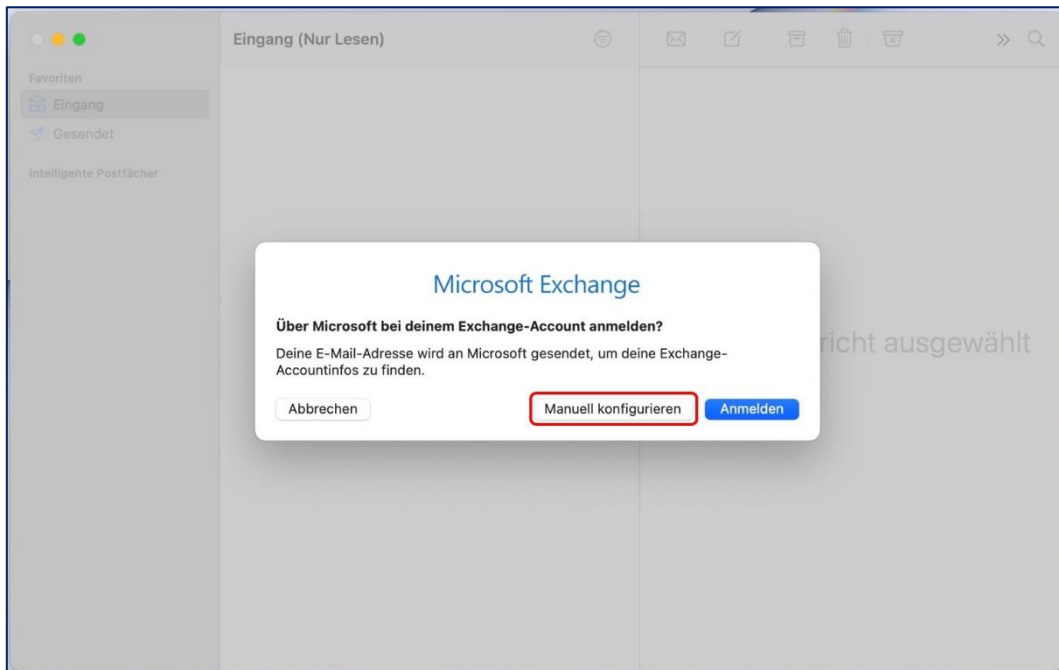 Eingang (Nur Lesen)
Favoriten
Eingang
Gesendet
Intelligente Postfächer
Microsoft Exchange
Über Microsoft bei deinem Exchange-Account anmelden?
Deine E-Mail-Adresse wird an Microsoft gesendet, um deine Exchange-
Accountinfos zu finden.
richt ausgewählt
Abbrechen
Manuell konfigurieren
Anmelden